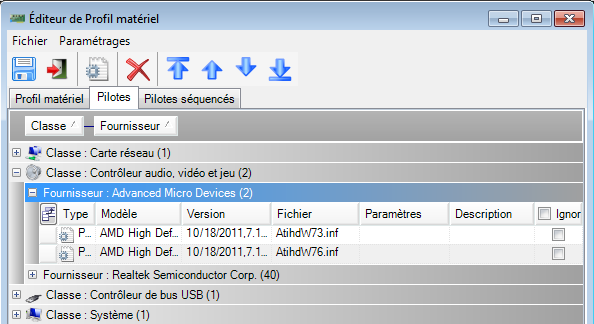 Éditeur de Profil matériel
Fichier Paramétrages
Profil matériel Pilotes Pilotes séquencés
Classe Fournisseur
Classe : Carte réseau (1)
Classe : Contrôleur audio, vidéo et jeu (2)
Fournisseur : Advanced Micro Devices (2)
Type Modèle Version Fichier Paramètres Description Ignor
P... AMD High Def... 10/18/2011,7.1... AtihdW73.inf
P... AMD High Def... 10/18/2011,7.1... AtihdW76.inf
Fournisseur : Realtek Semiconductor Corp. (40)
Classe : Contrôleur de bus USB (1)
Classe : Système (1)